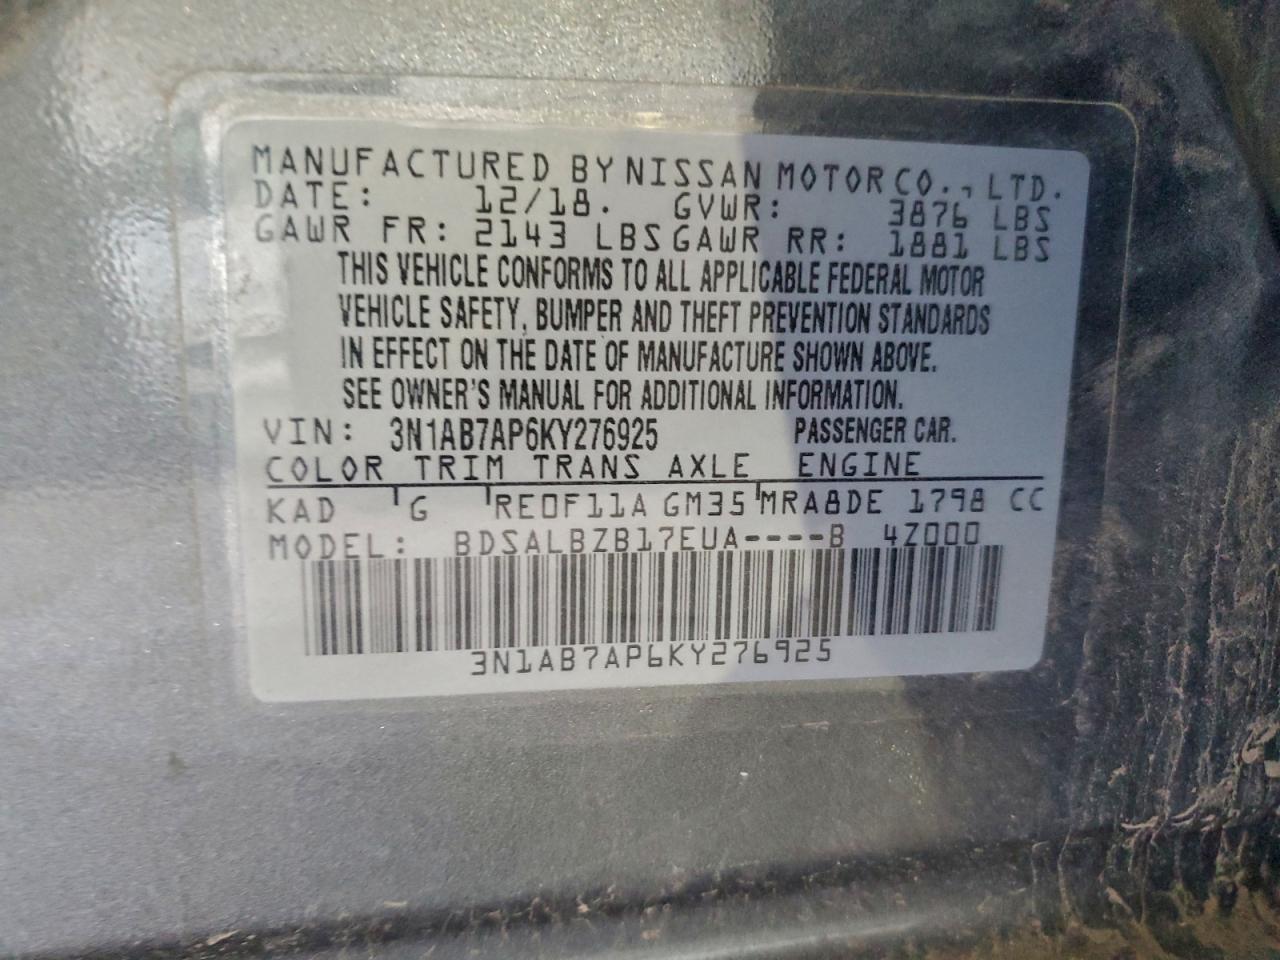 MANUFACTURED BY NISSAN MOTOR CO., LTD.
DATE: 12/18. GVWR: 3876 LBS
GAWR FR: 2143 LBS GAWR RR: 1881 LBS
THIS VEHICLE CONFORMS TO ALL APPLICABLE FEDERAL MOTOR
VEHICLE SAFETY, BUMPER AND THEFT PREVENTION STANDARDS
IN EFFECT ON THE DATE OF MANUFACTURE SHOWN ABOVE.
SEE OWNER'S MANUAL FOR ADDITIONAL INFORMATION.
VIN: 3N1AB7AP6KY276925 PASSENGER CAR.
COLOR TRIM TRANS AXLE ENGINE
KAD G RE0F11A GM35 MRA8DE 1798 CC
MODEL: BDSALBZB17EUA----B 4Z000
3N1AB7AP6KY276925